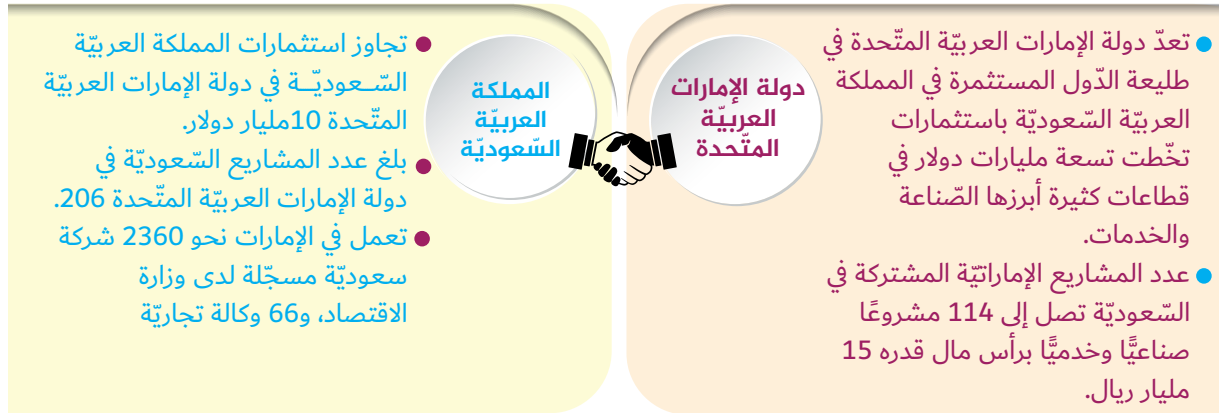 تعدّ دولة الإمارات العربيّة المتّحدة في
طليعة الدّول المستثمرة في المملكة
العربيّة السّعوديّة باستثمارات
تخّطت تسعة مليارات دولار في
قطاعات كثيرة أبرزها الصّناعة
والخدمات.
عدد المشاريع الإماراتيّة المشتركة في
السّعوديّة تصل إلى 114 مشروعًا
صناعيًّا وخدميًّا برأس مال قدره 15
مليار ريال.
دولة الإمارات
العربيّة
المتّحدة
المملكة
العربيّة
السّعوديّة
تجاوز استثمارات المملكة العربيّة
السّـعوديّــة في دولة الإمارات العربيّة
المتّحدة 10مليار دولار.
بلغ عدد المشاريع السّعوديّة في
دولة الإمارات العربيّة المتّحدة 206.
تعمل في الإمارات نحو 2360 شركة
سعوديّة مسجّلة لدى وزارة
الاقتصاد، و66 وكالة تجاريّة